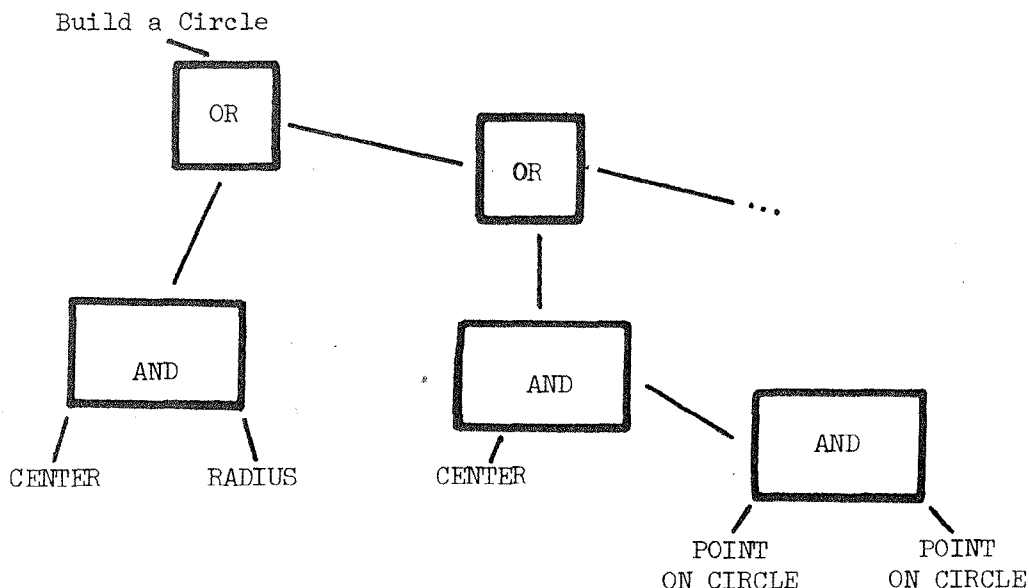 Build a Circle
OR
OR
...
AND
AND
CENTER
RADIUS
CENTER
AND
POINT
ON CIRCLE
POINT
ON CIRCLE